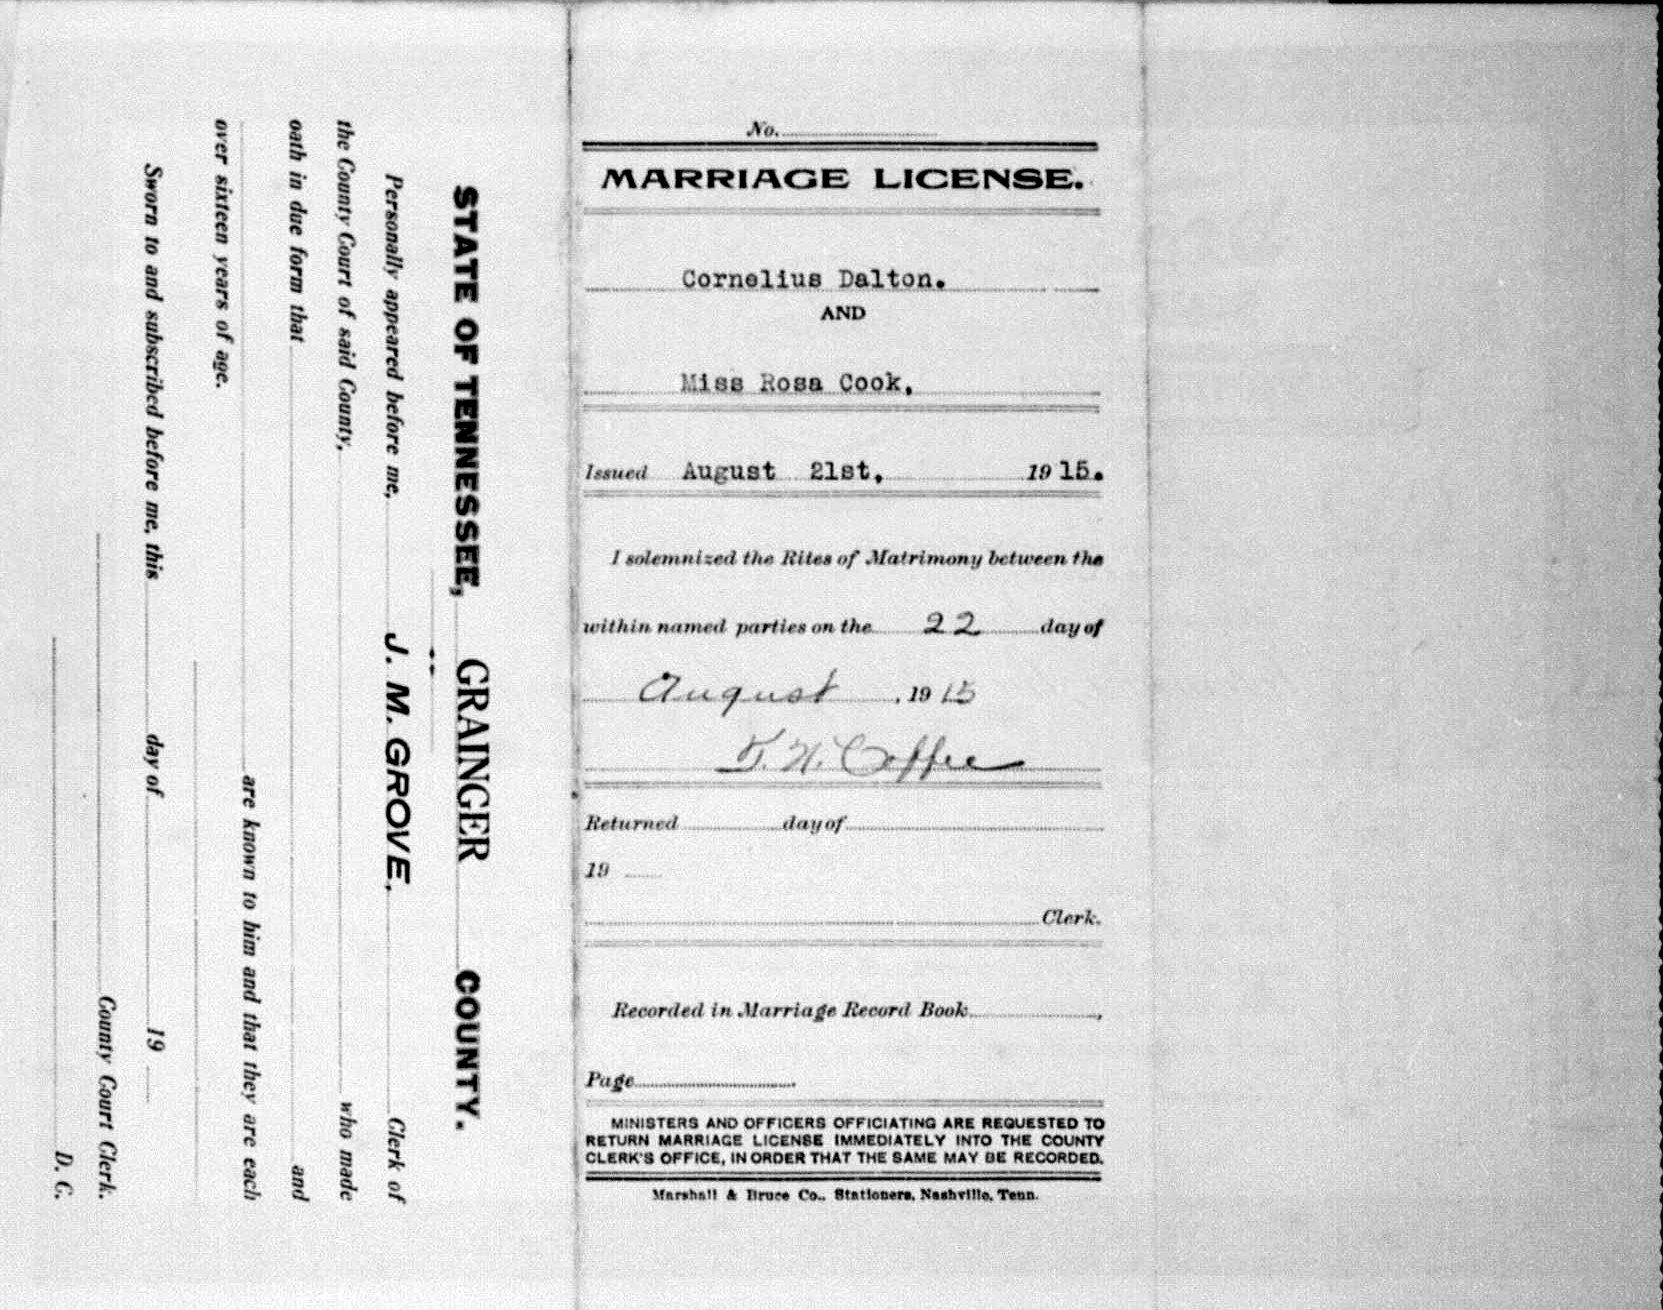 STATE OF TENNESSEE, GRAINGER COUNTY.
Personally appeared before me, J. M. GROVE, Clerk of
the County Court of said County, who made
oath in due form that and
are known to him and that they are each
over sixteen years of age.
Sworn to and subscribed before me, this day of 19
County Court Clerk.
D. C.
No.
MARRIAGE LICENSE.
Cornelius Dalton.
AND
Miss Rosa Cook.
Issued August 21st, 1915.
I solemnized the Rites of Matrimony between the
within named parties on the 22 day of
August, 1915
T. H. Coffee
Returned day of
19
Clerk.
Recorded in Marriage Record Book,
Page.
MINISTERS AND OFFICERS OFFICIATING ARE REQUESTED TO
RETURN MARRIAGE LICENSE IMMEDIATELY INTO THE COUNTY
CLERK'S OFFICE, IN ORDER THAT THE SAME MAY BE RECORDED.
Marshall & Bruce Co., Stationers, Nashville, Tenn.